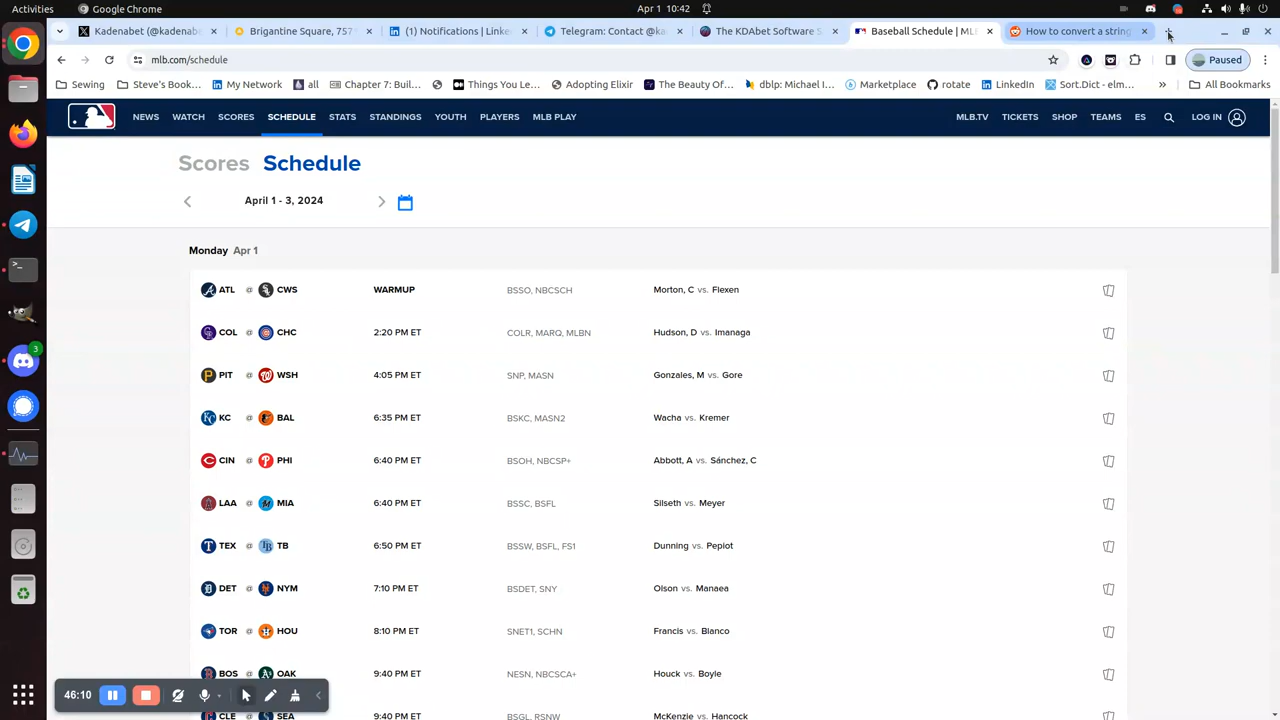 Activities Google Chrome Apr 1 10:42
Kadenabet (@kadenabe Brigantine Square, 757 (1) Notifications | Linke Telegram: Contact @ka The KDAbet Software S Baseball Schedule | ML How to convert a string
mlb.com/schedule Paused
Sewing Steve's Book... My Network Chapter 7: Buil... Things You Le... Adopting Elixir The Beauty Of... dblp: Michael I... Marketplace rotate LinkedIn Sort.Dict - elm... » All Bookmarks
NEWS WATCH SCORES SCHEDULE STATS STANDINGS YOUTH PLAYERS MLB PLAY MLB.TV TICKETS SHOP TEAMS ES LOG IN
Scores Schedule
April 1 - 3, 2024
Monday Apr 1
ATL @ CWS WARMUP BSSO, NBCSCH Morton, C vs. Flexen
COL @ CHC 2:20 PM ET COLR, MARQ, MLBN Hudson, D vs. Imanaga
PIT @ WSH 4:05 PM ET SNP, MASN Gonzales, M vs. Gore
KC @ BAL 6:35 PM ET BSKC, MASN2 Wacha vs. Kremer
CIN @ PHI 6:40 PM ET BSOH, NBCSP+ Abbott, A vs. Sánchez, C
LAA @ MIA 6:40 PM ET BSSC, BSFL Silseth vs. Meyer
TEX @ TB 6:50 PM ET BSSW, BSFL, FS1 Dunning vs. Pepiot
DET @ NYM 7:10 PM ET BSDET, SNY Olson vs. Manaea
TOR @ HOU 8:10 PM ET SNET1, SCHN Francis vs. Blanco
BOS @ OAK 9:40 PM ET NESN, NBCSCA+ Houck vs. Boyle
CLE @ SEA 9:40 PM ET BSGL, RSNW McKenzie vs. Hancock
3
46:10